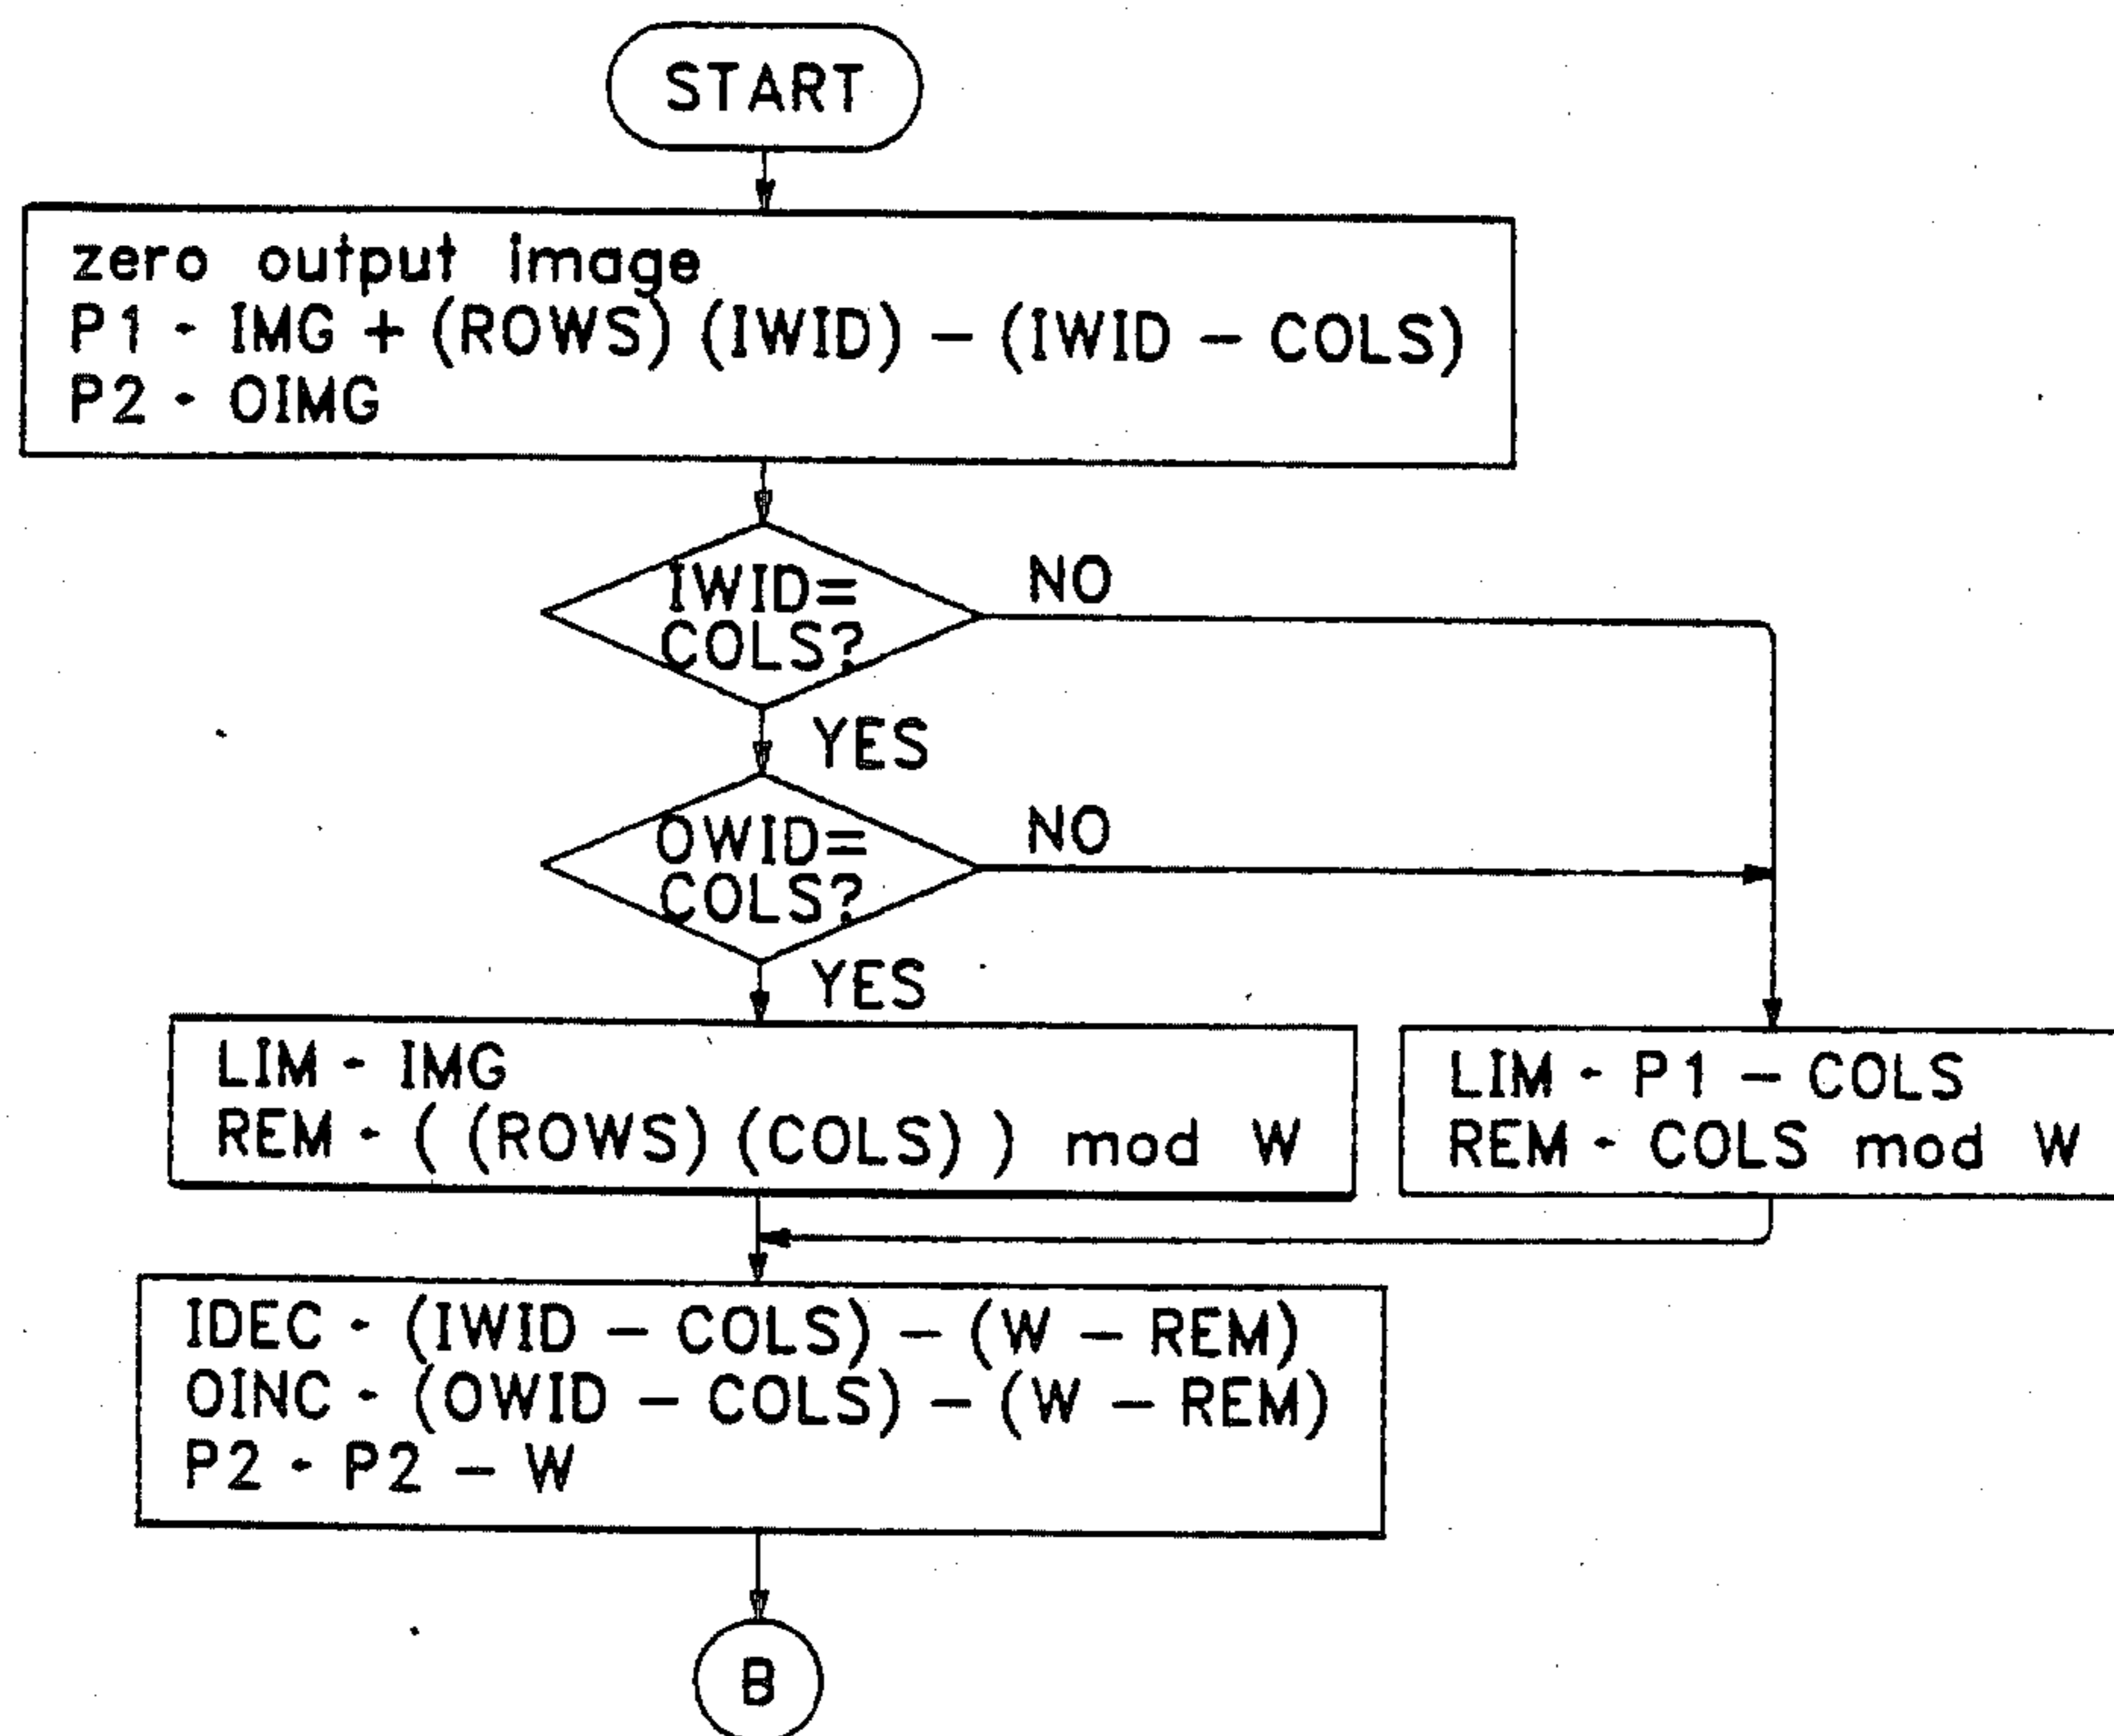 START
zero output image
P1 - IMG + (ROWS) (IWID) - (IWID - COLS)
P2 - OIMG
IWID=
COLS?
NO
YES
OWID=
COLS?
NO
YES
LIM - IMG
REM - ( (ROWS) (COLS) ) mod W
LIM - P1 - COLS
REM - COLS mod W
IDEC - (IWID - COLS) - (W - REM)
OINC - (OWID - COLS) - (W - REM)
P2 - P2 - W
B